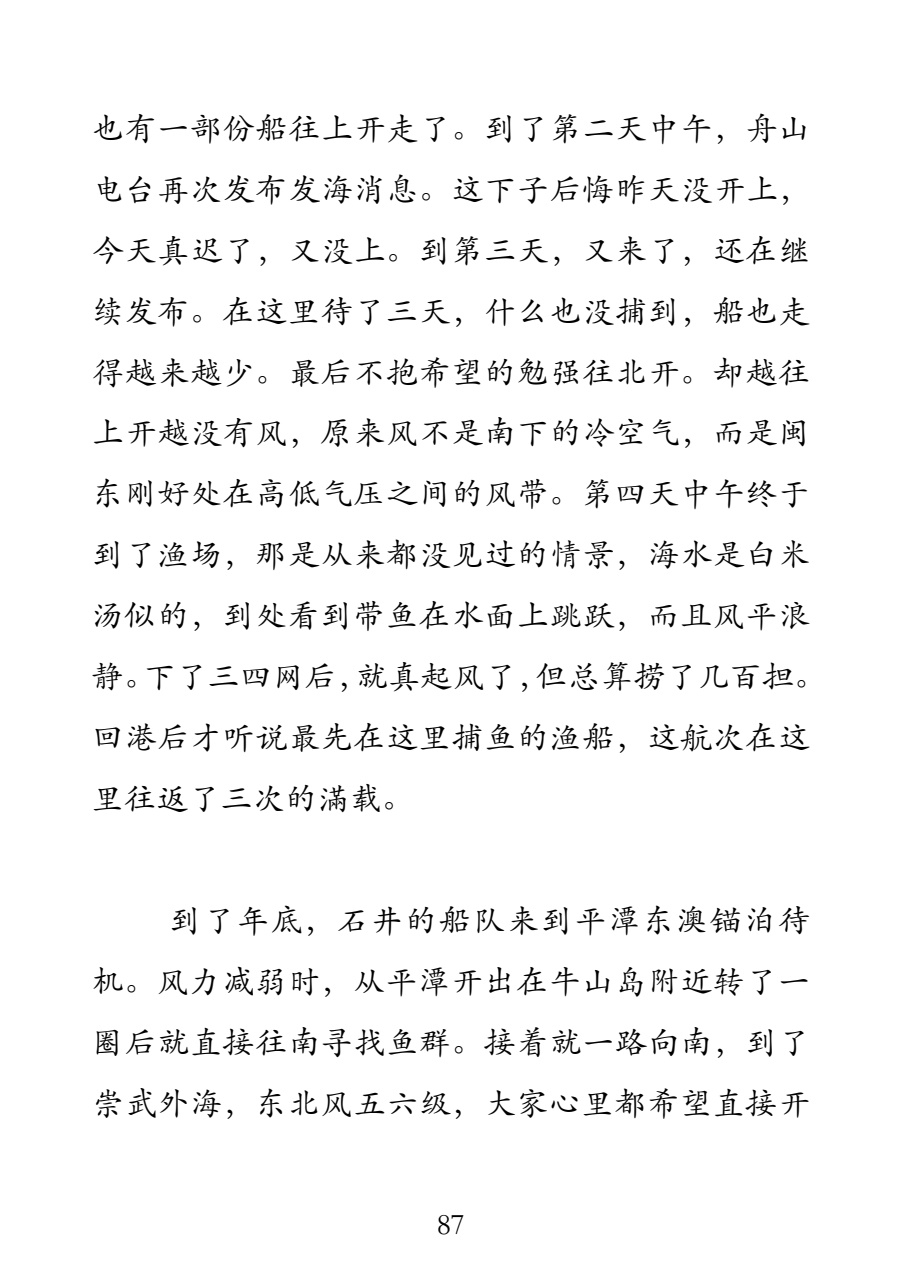 也有一部份船往上开走了。到了第二天中午，舟山
电台再次发布发海消息。这下子后悔昨天没开上，
今天真迟了，又没上。到第三天，又来了，还在继
续发布。在这里待了三天，什么也没捕到，船也走
得越来越少。最后不抱希望的勉强往北开。却越往
上开越没有风，原来风不是南下的冷空气，而是闽
东刚好处在高低气压之间的风带。第四天中午终于
到了渔场，那是从来都没见过的情景，海水是白米
汤似的，到处看到带鱼在水面上跳跃，而且风平浪
静。下了三四网后，就真起风了，但总算捞了几百担。
回港后才听说最先在这里捕鱼的渔船，这航次在这
里往返了三次的滿载。
到了年底，石井的船队来到平潭东澳锚泊待
机。风力减弱时，从平潭开出在牛山岛附近转了一
圈后就直接往南寻找鱼群。接着就一路向南，到了
崇武外海，东北风五六级，大家心里都希望直接开
87